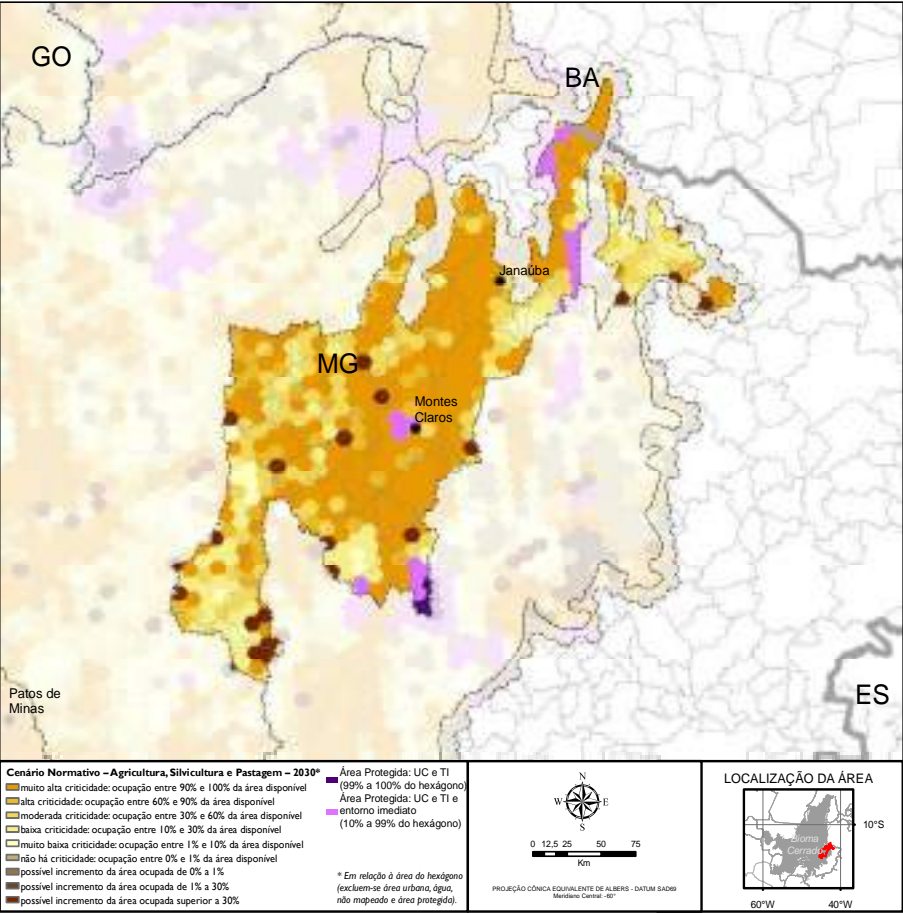 GO
BA
Janaúba
MG
Montes
Claros
Patos de
Minas
ES
Cenário Normativo – Agricultura, Silvicultura e Pastagem – 2030*
muito alta criticidade: ocupação entre 90% e 100% da área disponível
alta criticidade: ocupação entre 60% e 90% da área disponível
moderada criticidade: ocupação entre 30% e 60% da área disponível
baixa criticidade: ocupação entre 10% e 30% da área disponível
muito baixa criticidade: ocupação entre 1% e 10% da área disponível
não há criticidade: ocupação entre 0% e 1% da área disponível
possível incremento da área ocupada de 0% a 1%
possível incremento da área ocupada de 1% a 30%
possível incremento da área ocupada superior a 30%
Área Protegida: UC e TI
(99% a 100% do hexágono)
Área Protegida: UC e TI e
entorno imediato
(10% a 99% do hexágono)
* Em relação à área do hexágono
(excluem-se área urbana, água,
não mapeado e área protegida).
N
W E
S
0 12,5 25 50 75
Km
PROJEÇÃO CÔNICA EQUIVALENTE DE ALBERS - DATUM SAD69
Meridiano Central: -60°
LOCALIZAÇÃO DA ÁREA
10°S
Bioma
Cerrado
60°W 40°W